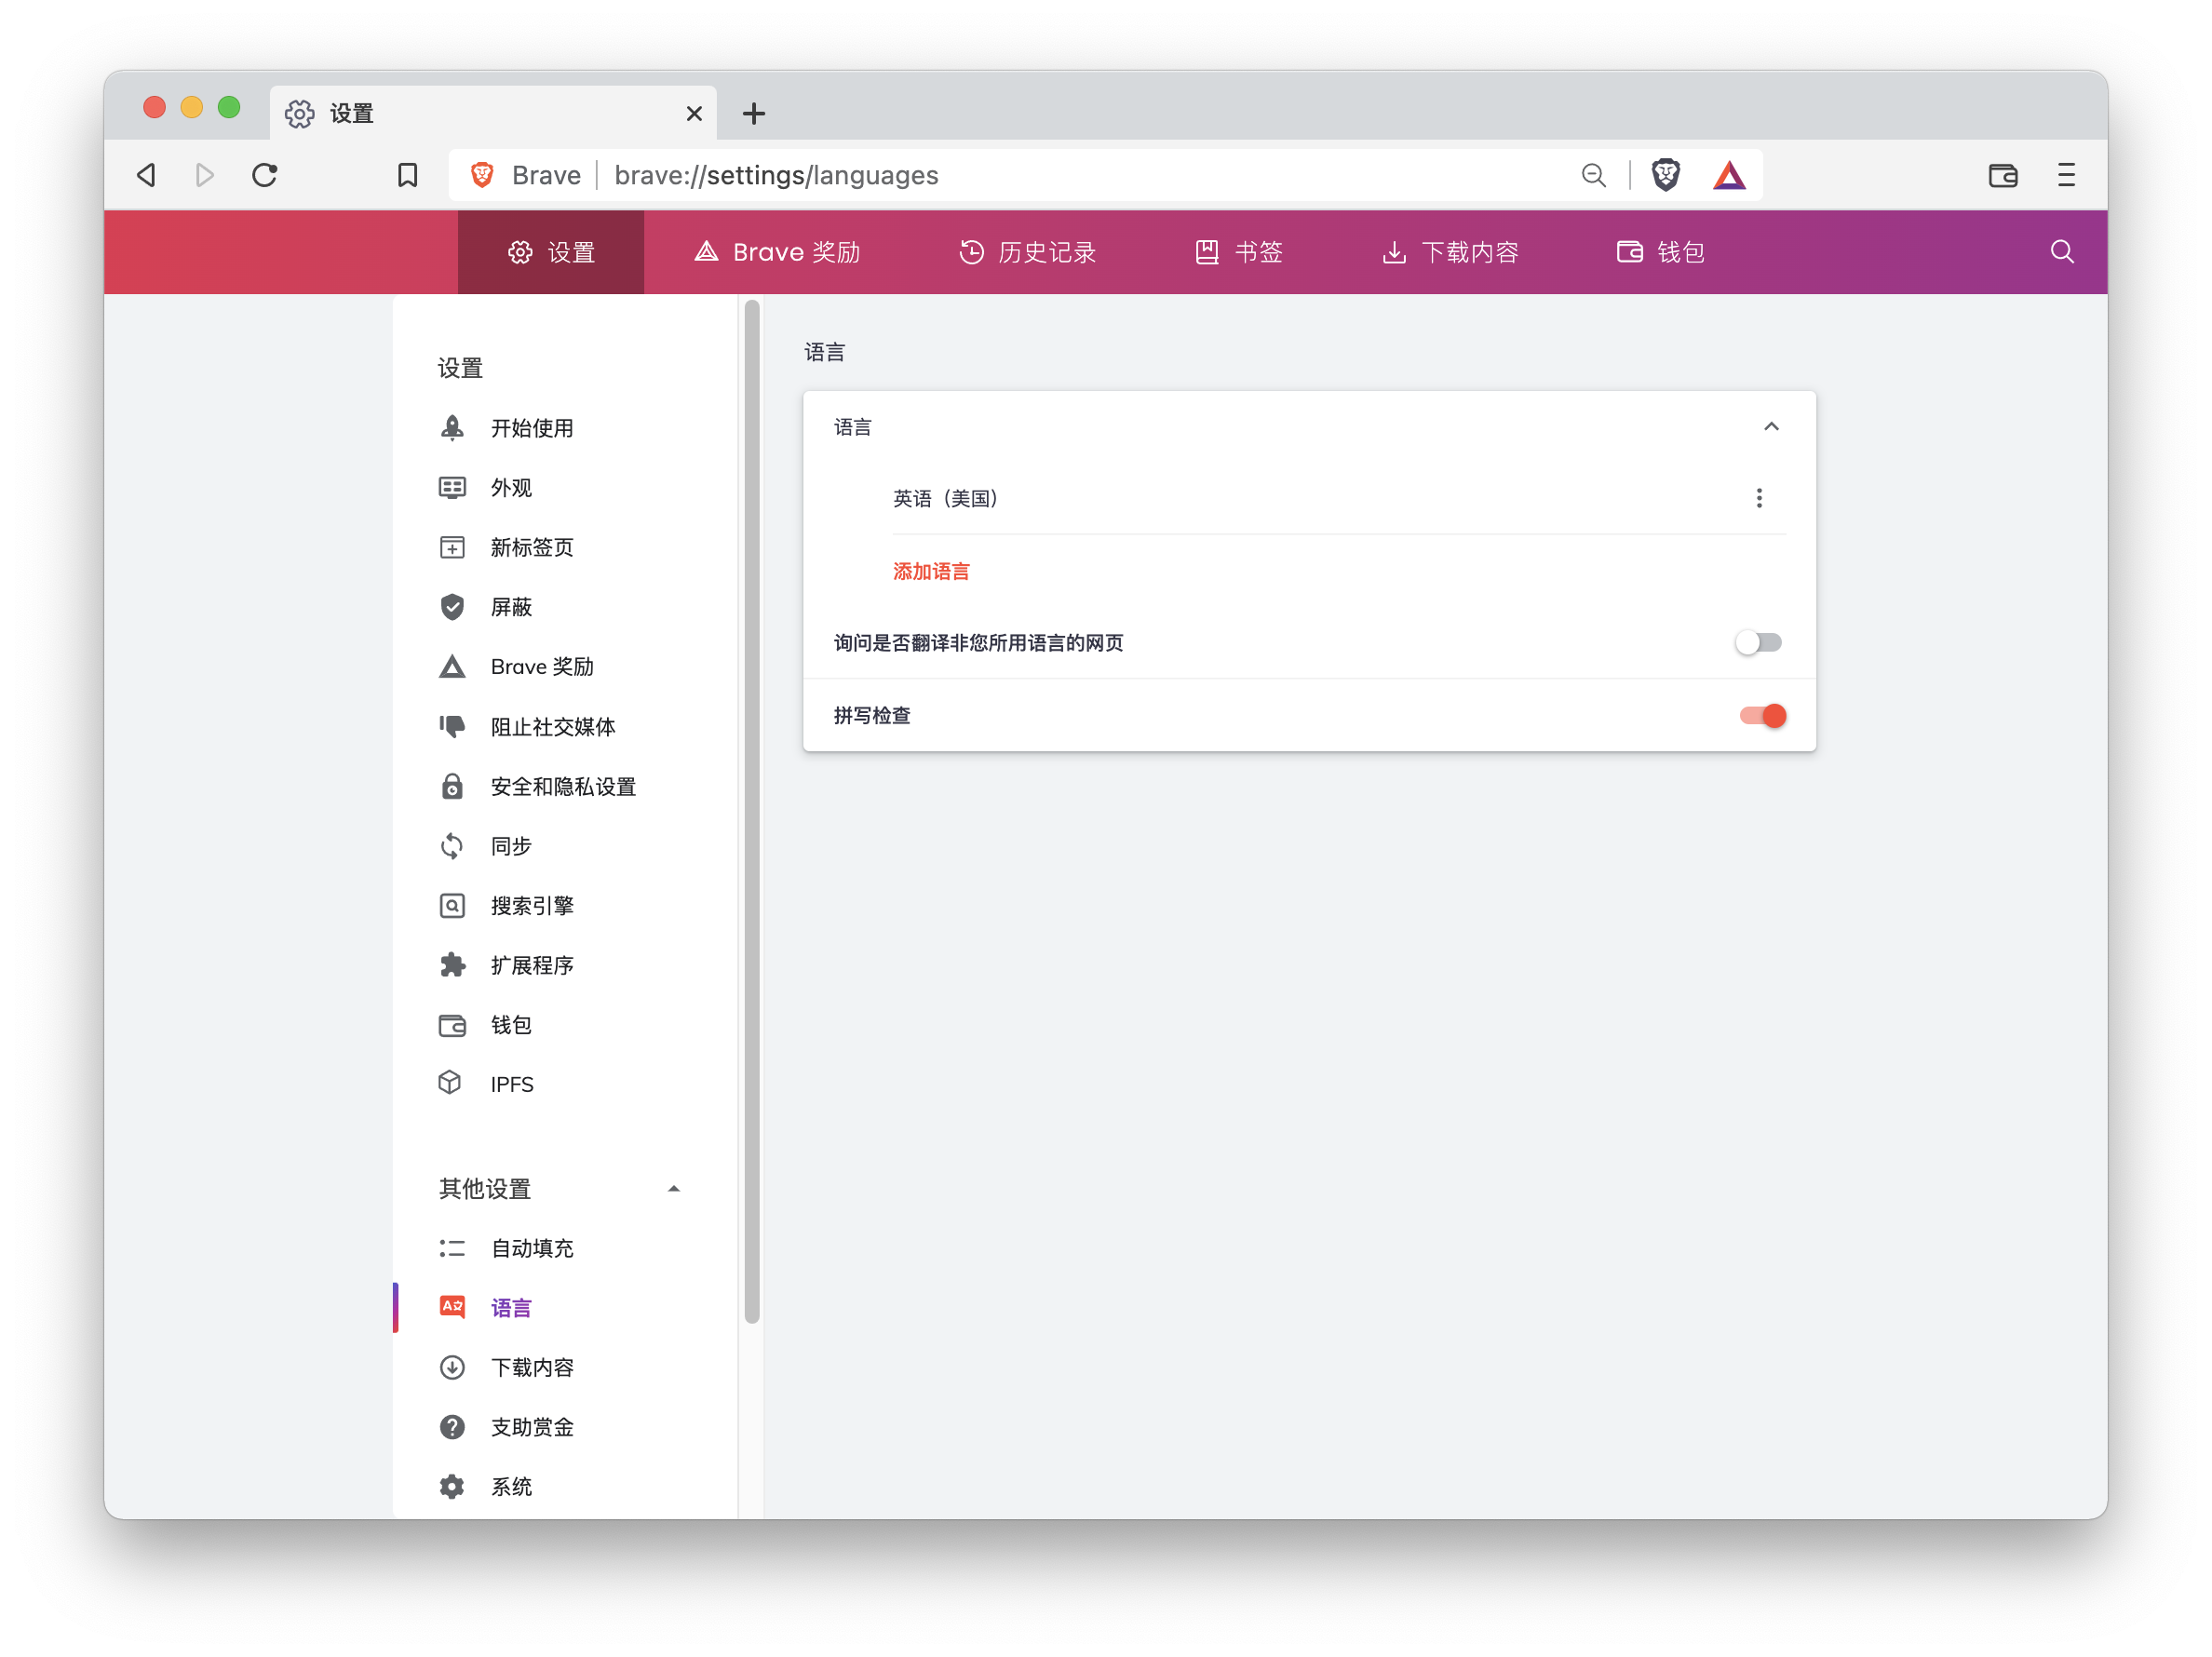 设置
Brave brave://settings/languages
设置 Brave 奖励 历史记录 书签 下载内容 钱包
设置
开始使用
外观
新标签页
屏蔽
Brave 奖励
阻止社交媒体
安全和隐私设置
同步
搜索引擎
扩展程序
钱包
IPFS
其他设置
自动填充
语言
下载内容
支助赏金
系统
语言
语言
英语（美国）
添加语言
询问是否翻译非您所用语言的网页
拼写检查